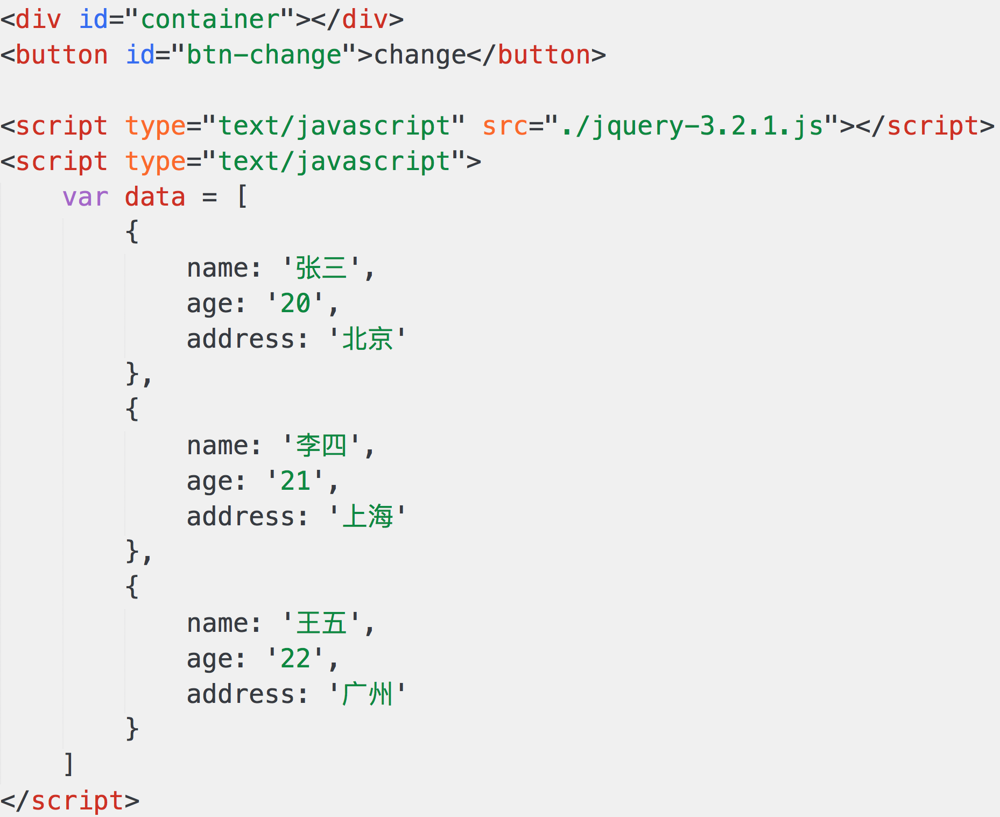 <div id="container"></div>
<button id="btn-change">change</button>
<script type="text/javascript" src="./jquery-3.2.1.js"></script>
<script type="text/javascript">
    var data = [
        {
            name: '张三',
            age: '20',
            address: '北京'
        },
        {
            name: '李四',
            age: '21',
            address: '上海'
        },
        {
            name: '王五',
            age: '22',
            address: '广州'
        }
    ]
</script>